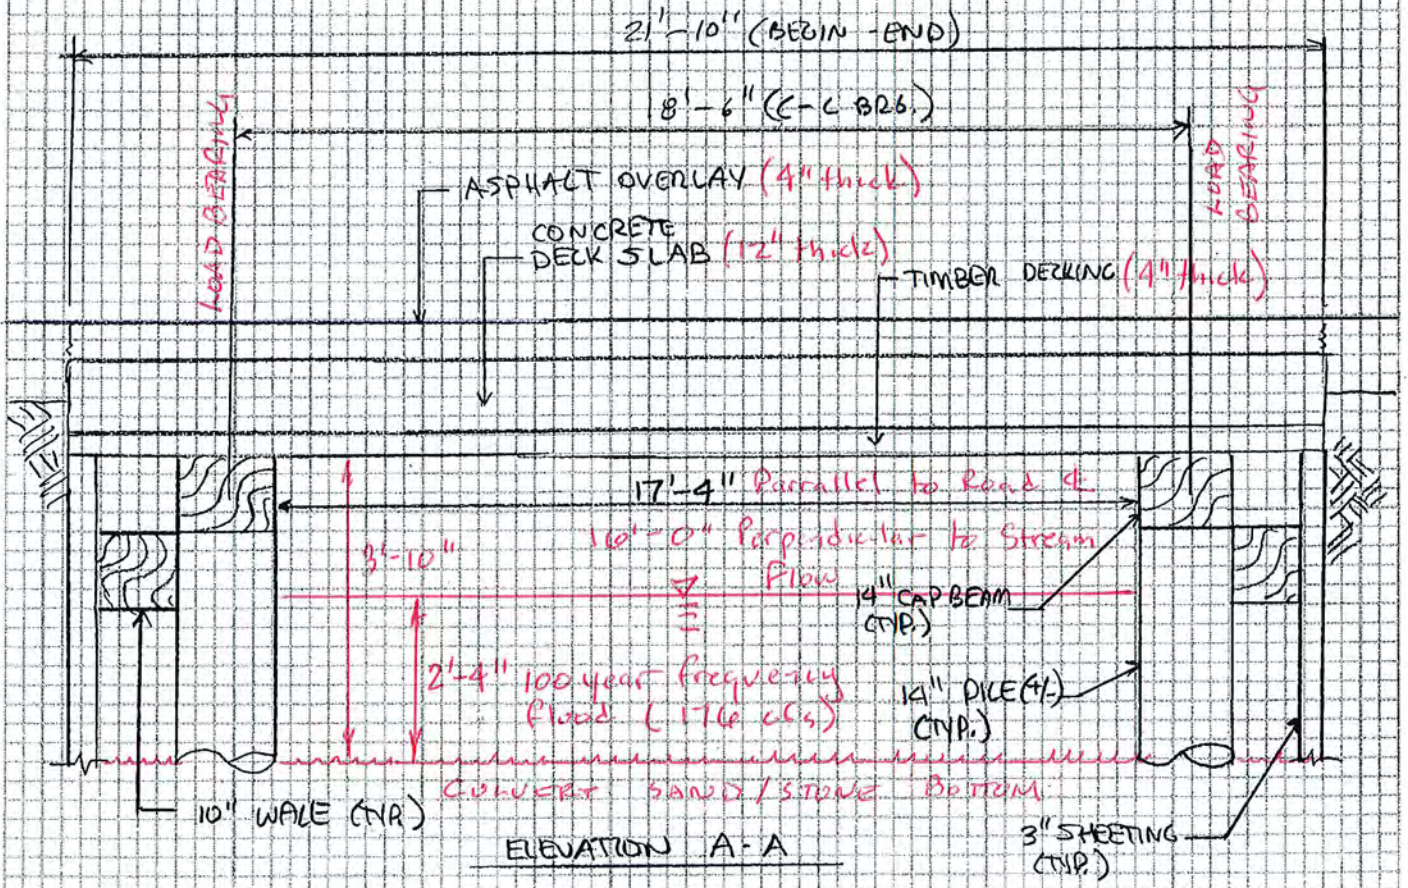 21'-10" (BEGIN-END)
18'-6" (C-C BRG.)
LOAD BEARING
LOAD
BEARING
ASPHALT OVERLAY (4" thick)
CONCRETE
DECK SLAB (12" thick)
TIMBER DECKING (4" thick)
17'-4" Parrallel to Road &
16'-0" Perpendicular to Stream
Flow
3'-10"
14" CAP BEAM
(TYP.)
2'-4" 100 year frequency
flood (176 cfs)
14" PILE (+/-)
(TYP.)
CULVERT SAND/STONE BOTTOM
10" WALE (TYP.)
3" SHEETING
(TYP.)
ELEVATION A-A